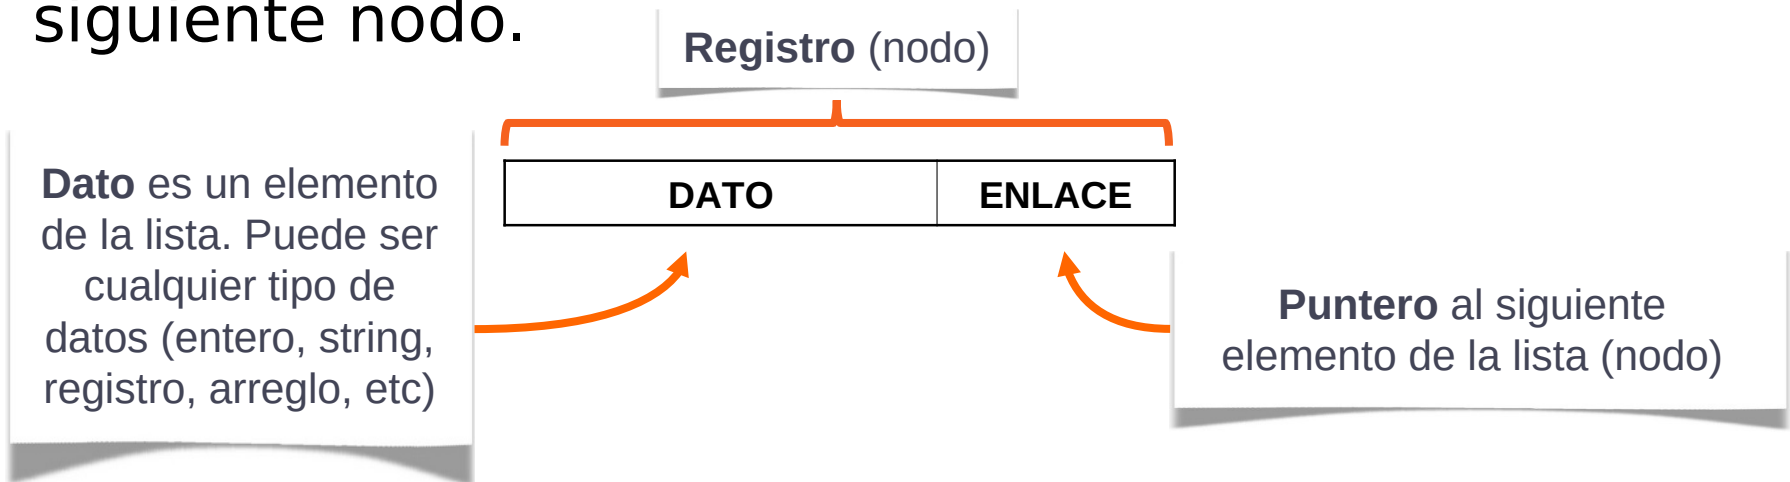 siguiente nodo.
Registro (nodo)
Dato es un elemento
de la lista. Puede ser
cualquier tipo de
datos (entero, string,
registro, arreglo, etc)
DATO
ENLACE
Puntero al siguiente
elemento de la lista (nodo)